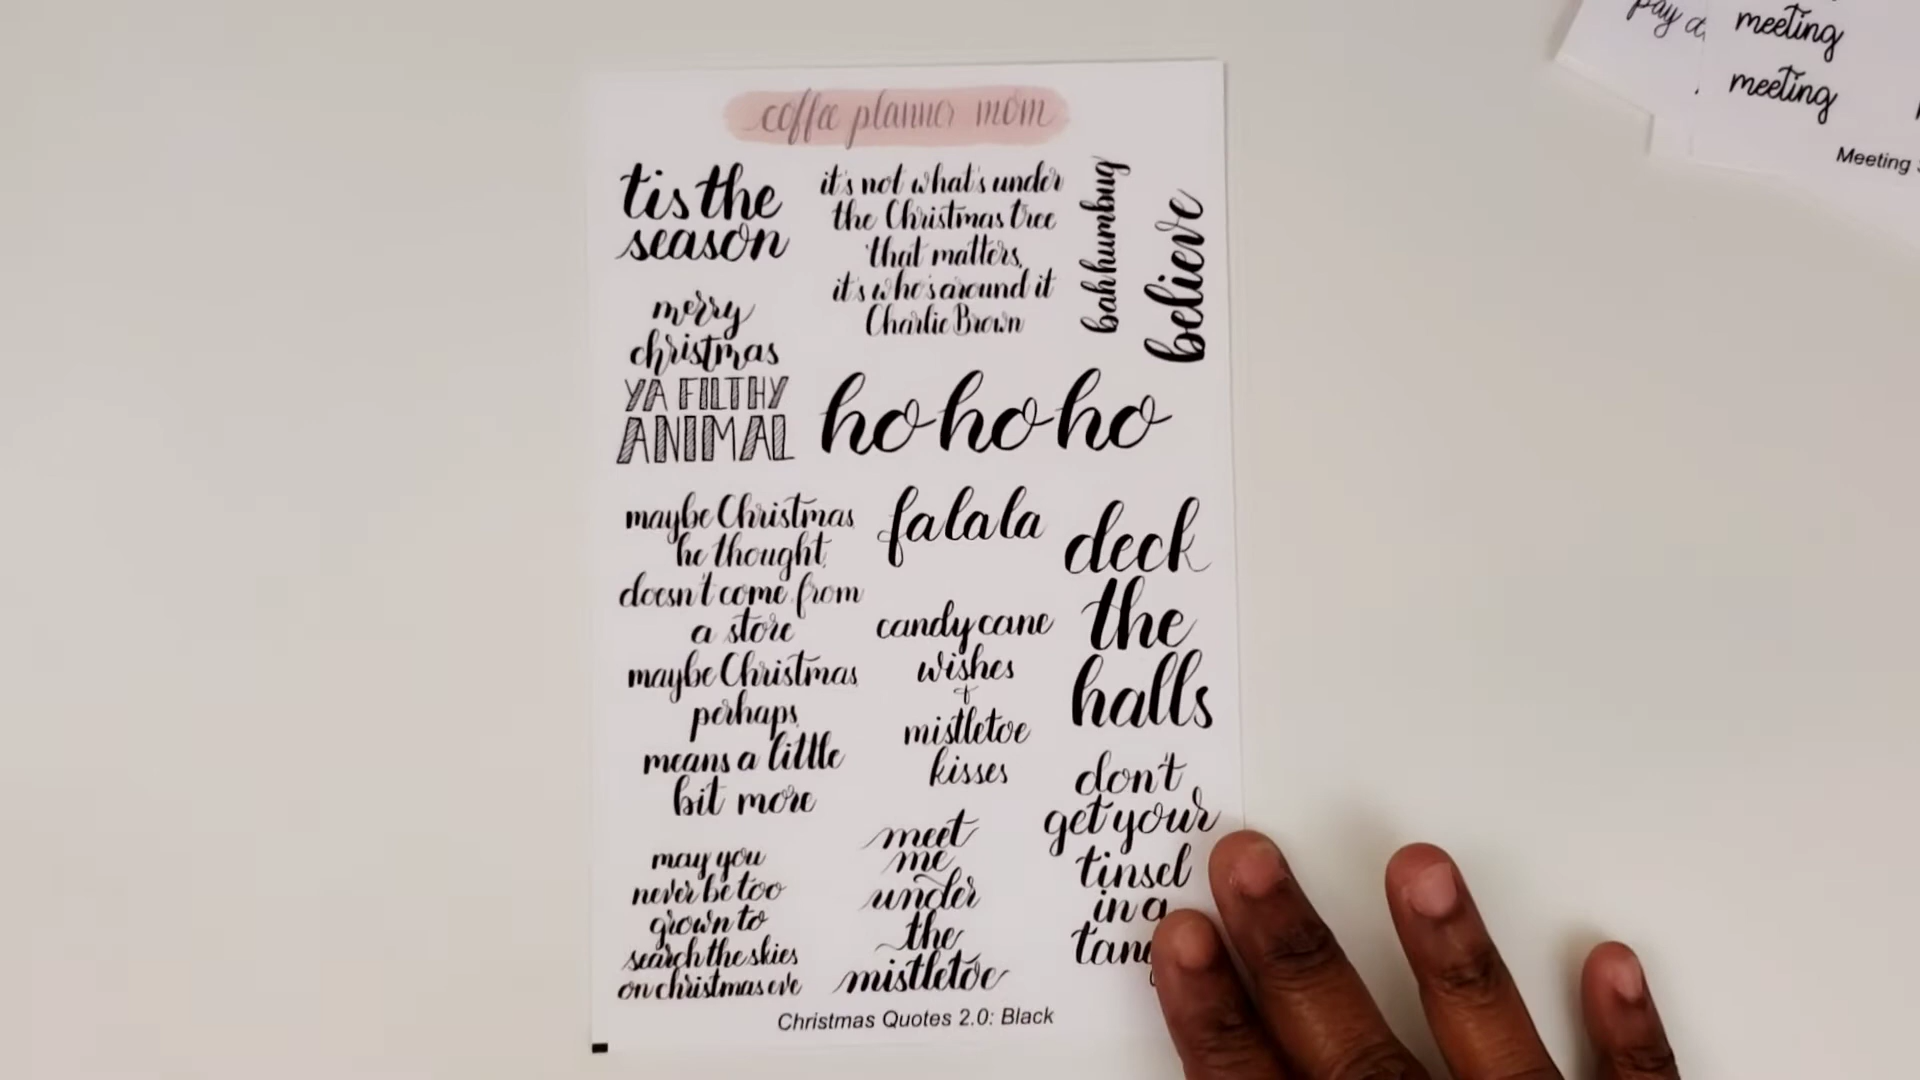 coffee planner mom
tis the
season
it's not what's under
the Christmas tree
that matters,
it's who's around it
Charlie Brown
bah humbug
believe
merry
christmas
YA FILTHY
ANIMAL
ho ho ho
maybe Christmas
he thought,
doesn't come from
a store
maybe Christmas
perhaps,
means a little
bit more
falala
candy cane
wishes
+
mistletoe
kisses
deck
the
halls
may you
never be too
grown to
search the skies
on christmas eve
meet
me
under
the
mistletoe
don't
get your
tinsel
in a
Christmas Quotes 2.0: Black
pay
meeting
meeting
Meeting